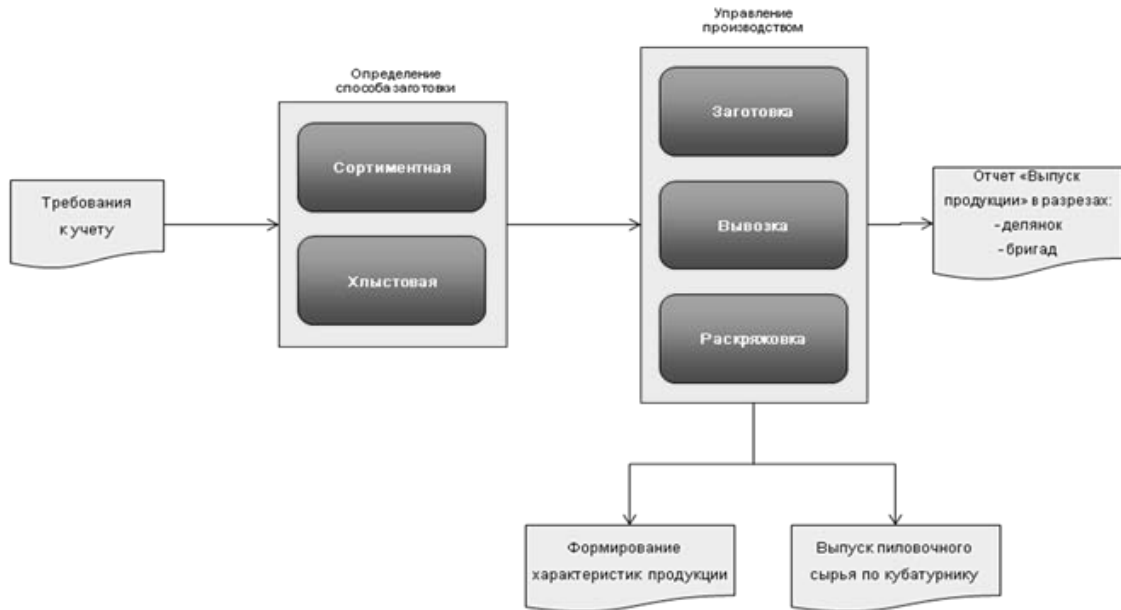 Управление
производством
Определение
способа заготовки
Заготовка
Сортиментная
Требования
к учету
Вывозка
Отчет «Выпуск
продукции» в разрезах:
- делянок
- бригад
Хлыстовая
Раскряжовка
Формирование
характеристик продукции
Выпуск пиловочного
сырья по кубатурнику